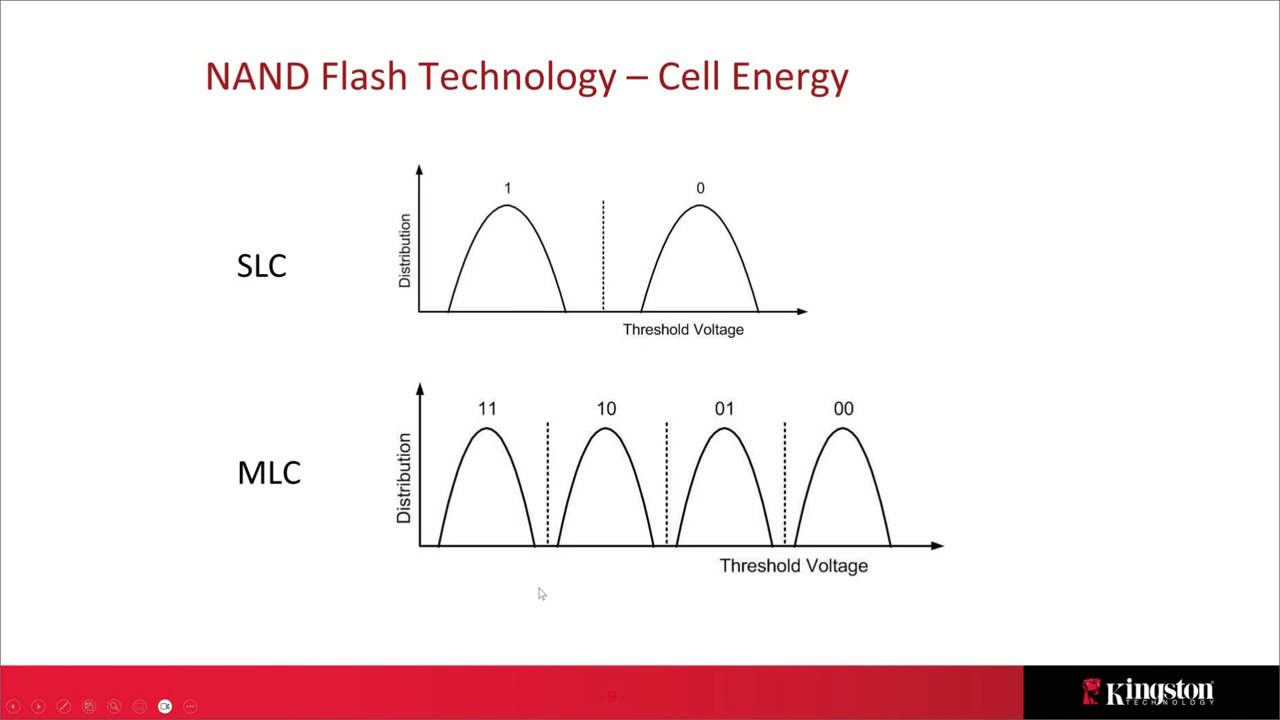 NAND Flash Technology – Cell Energy
SLC
Distribution
1 0
Threshold Voltage
MLC
Distribution
11 10 01 00
Threshold Voltage
- 9 -
Kingston
TECHNOLOGY